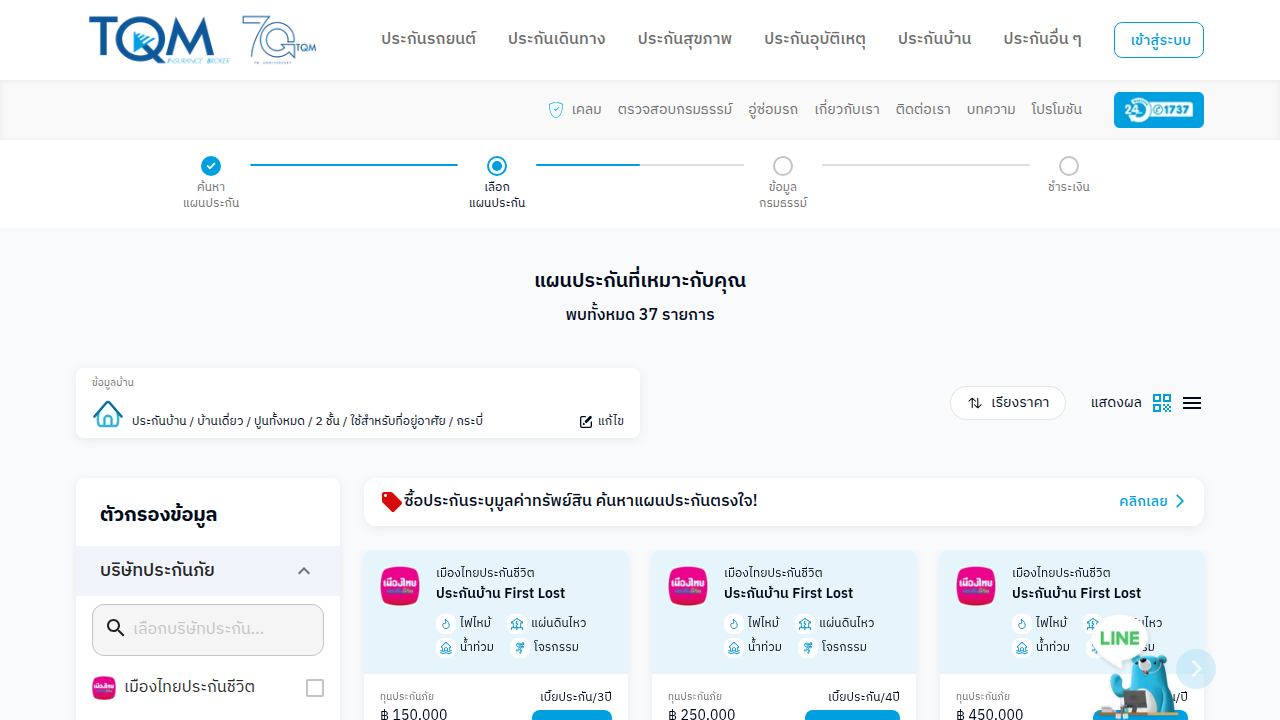 TQM INSURANCE BROKER
7 TQM
7th ANNIVERSARY
ประกันรถยนต์ ประกันเดินทาง ประกันสุขภาพ ประกันอุบัติเหตุ ประกันบ้าน ประกันอื่น ๆ เข้าสู่ระบบ
เคลม ตรวจสอบกรมธรรม์ อู่ซ่อมรถ เกี่ยวกับเรา ติดต่อเรา บทความ โปรโมชัน 24 1737
ค้นหา
แผนประกัน
เลือก
แผนประกัน
ข้อมูล
กรมธรรม์
ชำระเงิน
แผนประกันที่เหมาะกับคุณ
พบทั้งหมด 37 รายการ
ข้อมูลบ้าน
ประกันบ้าน / บ้านเดี่ยว / ปูนทั้งหมด / 2 ชั้น / ใช้สำหรับที่อยู่อาศัย / กระบี่ แก้ไข
เรียงราคา แสดงผล
ตัวกรองข้อมูล
บริษัทประกันภัย
เลือกบริษัทประกัน...
เมืองไทยประกันชีวิต
ซื้อประกันระบุมูลค่าทรัพย์สิน ค้นหาแผนประกันตรงใจ! คลิกเลย
เมืองไทย
เมืองไทยประกันชีวิต
ประกันบ้าน First Lost
ไฟไหม้ แผ่นดินไหว
น้ำท่วม โจรกรรม
ทุนประกันภัย เบี้ยประกัน/3ปี
฿ 150,000
เมืองไทย
เมืองไทยประกันชีวิต
ประกันบ้าน First Lost
ไฟไหม้ แผ่นดินไหว
น้ำท่วม โจรกรรม
ทุนประกันภัย เบี้ยประกัน/4ปี
฿ 250,000
เมืองไทย
เมืองไทยประกันชีวิต
ประกันบ้าน First Lost
ไฟไหม้
น้ำท่วม
ทุนประกันภัย /ปี
฿ 450,000
LINE